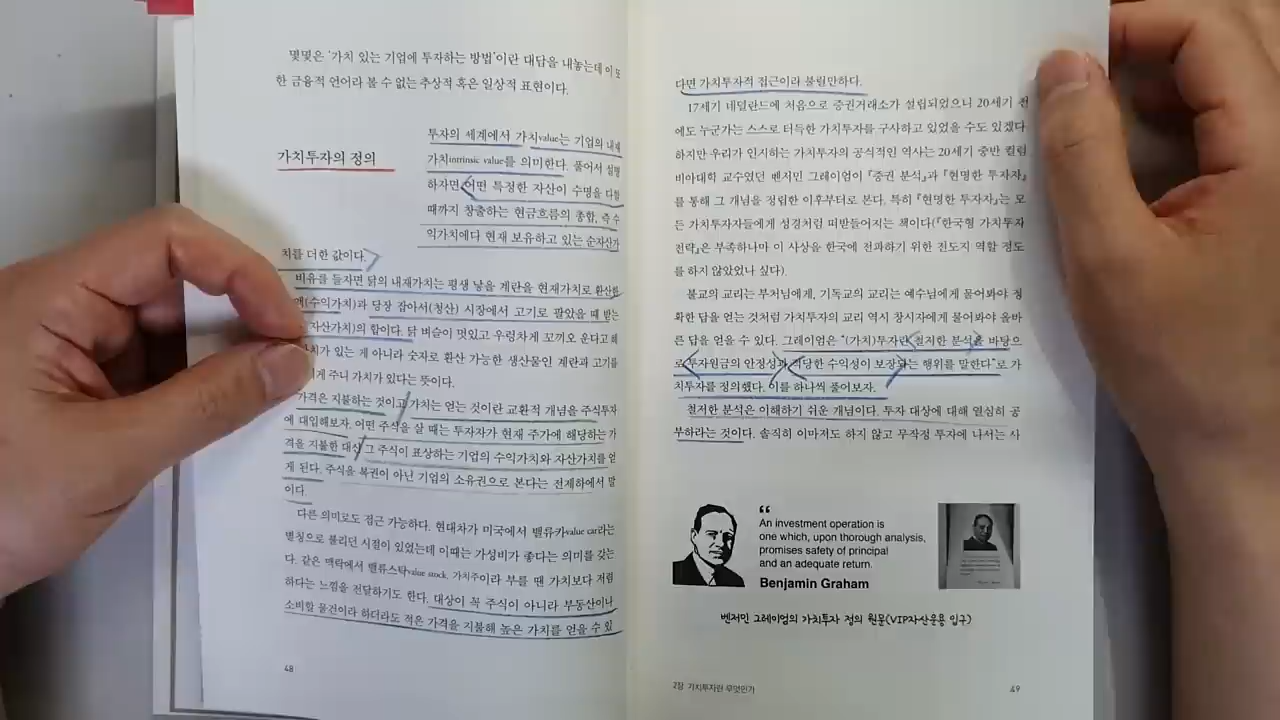 몇몇은 '가치 있는 기업에 투자하는 방법'이란 대답을 내놓는데 이 또
한 금융적 언어라 볼 수 없는 추상적 혹은 일상적 표현이다.
가치투자의 정의
투자의 세계에서 가치value는 기업의 내재
가치intrinsic value를 의미한다. 풀어서 설명
하자면 어떤 특정한 자산이 수명을 다할
때까지 창출하는 현금흐름의 총합, 즉 수
익가치에다 현재 보유하고 있는 순자산가
치를 더한 값이다.
비유를 들자면 닭의 내재가치는 평생 낳을 계란을 현재가치로 환산한
액(수익가치)과 당장 잡아서(청산) 시장에서 고기로 팔았을 때 받는
자산가치)의 합이다. 닭 벼슬이 멋있고 우렁차게 꼬끼오 운다고 해
가치가 있는 게 아니라 숫자로 환산 가능한 생산물인 계란과 고기를
주니 가치가 있다는 뜻이다.
가격은 지불하는 것이고 가치는 얻는 것이란 교환적 개념을 주식투자
에 대입해보자. 어떤 주식을 살 때는 투자자가 현재 주가에 해당하는 가
격을 지불한 대신 그 주식이 표상하는 기업의 수익가치와 자산가치를 얻
게 된다. 주식을 복권이 아닌 기업의 소유권으로 본다는 전제하에서 말
이다.
다른 의미로도 접근 가능하다. 현대차가 미국에서 밸류카value car라는
별칭으로 불리던 시절이 있었는데 이때는 가성비가 좋다는 의미를 갖는
다. 같은 맥락에서 밸류스탁value stock, 가치주이라 부를 땐 가치보다 저렴
하다는 느낌을 전달하기도 한다. 대상이 꼭 주식이 아니라 부동산이나
소비할 물건이라 하더라도 적은 가격을 지불해 높은 가치를 얻을 수 있
48
다면 가치투자적 접근이라 불릴만하다.
17세기 네덜란드에 처음으로 증권거래소가 설립되었으니 20세기 전
에도 누군가는 스스로 터득한 가치투자를 구사하고 있었을 수도 있겠다
하지만 우리가 인식하는 가치투자의 공식적인 역사는 20세기 중반 컬럼
비아대학 교수였던 벤저민 그레이엄이 『증권 분석』과 『현명한 투자자』
를 통해 그 개념을 정립한 이후부터로 본다. 특히 『현명한 투자자』는 모
든 가치투자자들에게 성경처럼 떠받들어지는 책이다(『한국형 가치투자
전략』은 부족하나마 이 사상을 한국에 전파하기 위한 전도지 역할 정도
를 하지 않았었나 싶다).
불교의 교리는 부처님에게, 기독교의 교리는 예수님에게 물어봐야 정
확한 답을 얻는 것처럼 가치투자의 교리 역시 창시자에게 물어봐야 올바
른 답을 얻을 수 있다. 그레이엄은 "(가치)투자란 철저한 분석을 바탕으
로 투자원금의 안정성과 적당한 수익성이 보장되는 행위를 말한다"로 가
치투자를 정의했다. 이를 하나씩 풀어보자.
철저한 분석은 이해하기 쉬운 개념이다. 투자 대상에 대해 열심히 공
부하라는 것이다. 솔직히 이마저도 하지 않고 무작정 투자에 나서는 사
“
An investment operation is
one which, upon thorough analysis,
promises safety of principal
and an adequate return.
Benjamin Graham
벤저민 그레이엄의 가치투자 정의 원문(VIP자산운용 입구)
2장 가치투자란 무엇인가
49